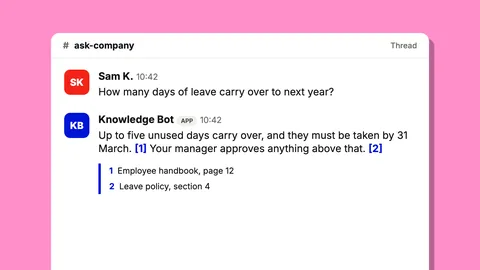 # ask-company
Thread
SK
Sam K. 10:42
How many days of leave carry over to next year?
KB
Knowledge Bot APP 10:42
Up to five unused days carry over, and they must be taken by 31
March. [1] Your manager approves anything above that. [2]
1 Employee handbook, page 12
2 Leave policy, section 4